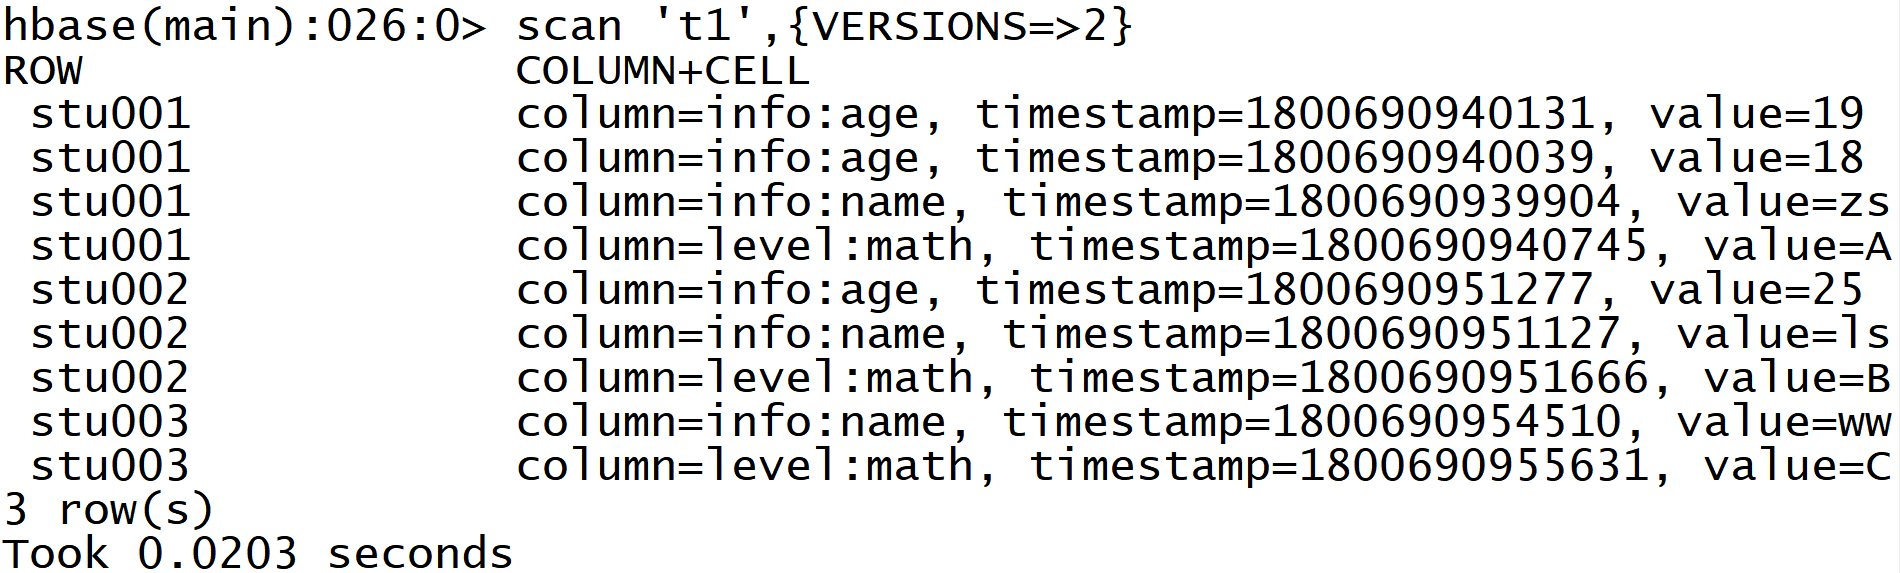 hbase(main):026:0> scan 't1',{VERSIONS=>2}
ROW                COLUMN+CELL
 stu001            column=info:age, timestamp=1800690940131, value=19
 stu001            column=info:age, timestamp=1800690940039, value=18
 stu001            column=info:name, timestamp=1800690939904, value=zs
 stu001            column=level:math, timestamp=1800690940745, value=A
 stu002            column=info:age, timestamp=1800690951277, value=25
 stu002            column=info:name, timestamp=1800690951127, value=ls
 stu002            column=level:math, timestamp=1800690951666, value=B
 stu003            column=info:name, timestamp=1800690954510, value=ww
 stu003            column=level:math, timestamp=1800690955631, value=C
3 row(s)
Took 0.0203 seconds